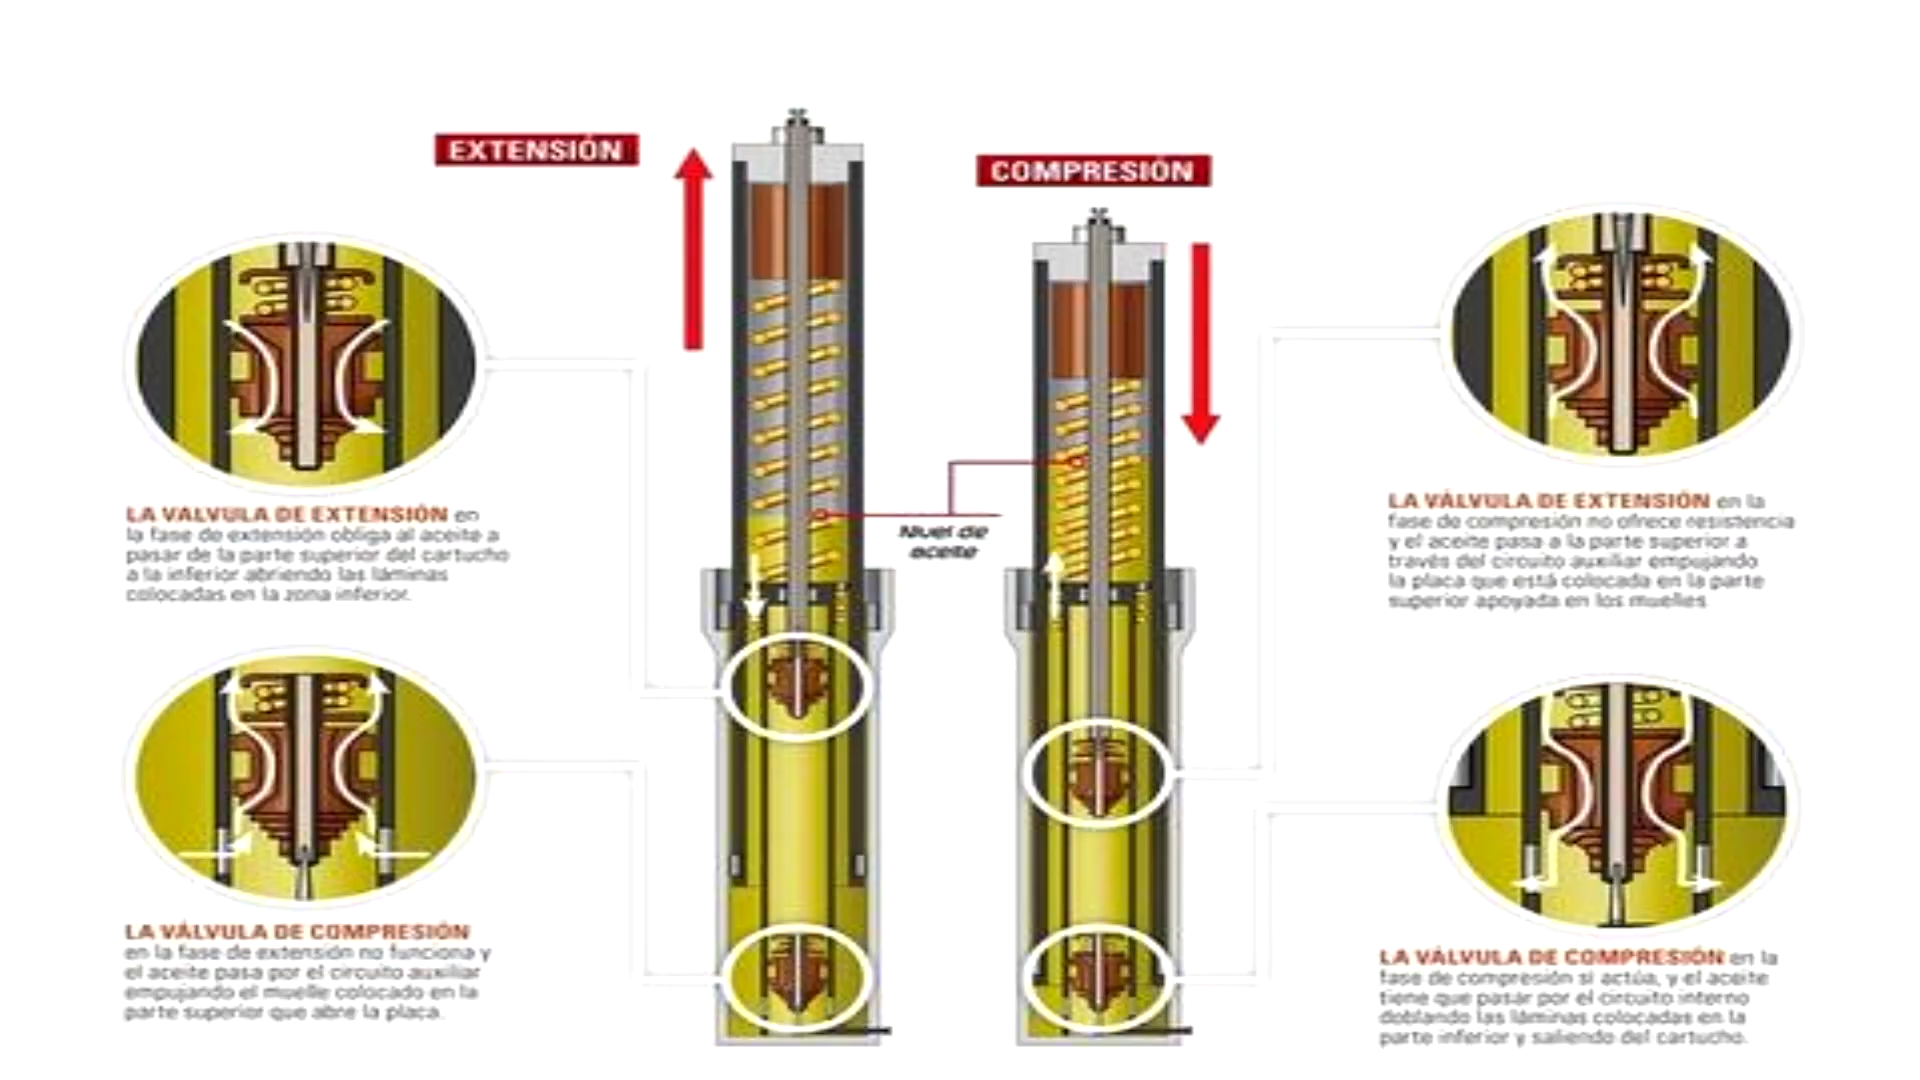 EXTENSIÓN
COMPRESIÓN
LA VALVULA DE EXTENSIÓN en
la fase de extensión obliga al aceite a
pasar de la parte superior del cartucho
a la inferior abriendo las láminas
colocadas en la zona inferior.
LA VÁLVULA DE COMPRESIÓN
en la fase de extensión no funciona y
el aceite pasa por el circuito auxiliar
empujando el muelle colocado en la
parte superior que abre la placa.
Nivel de
aceite
LA VÁLVULA DE EXTENSIÓN en la
fase de compresión no ofrece resistencia
y el aceite pasa a la parte superior a
través del circuito auxiliar empujando
la placa que está colocada en la parte
superior apoyada en los muelles
LA VÁLVULA DE COMPRESIÓN en la
fase de compresión sí actúa, y el aceite
tiene que pasar por el circuito interno
doblando las láminas colocadas en la
parte inferior y saliendo del cartucho.